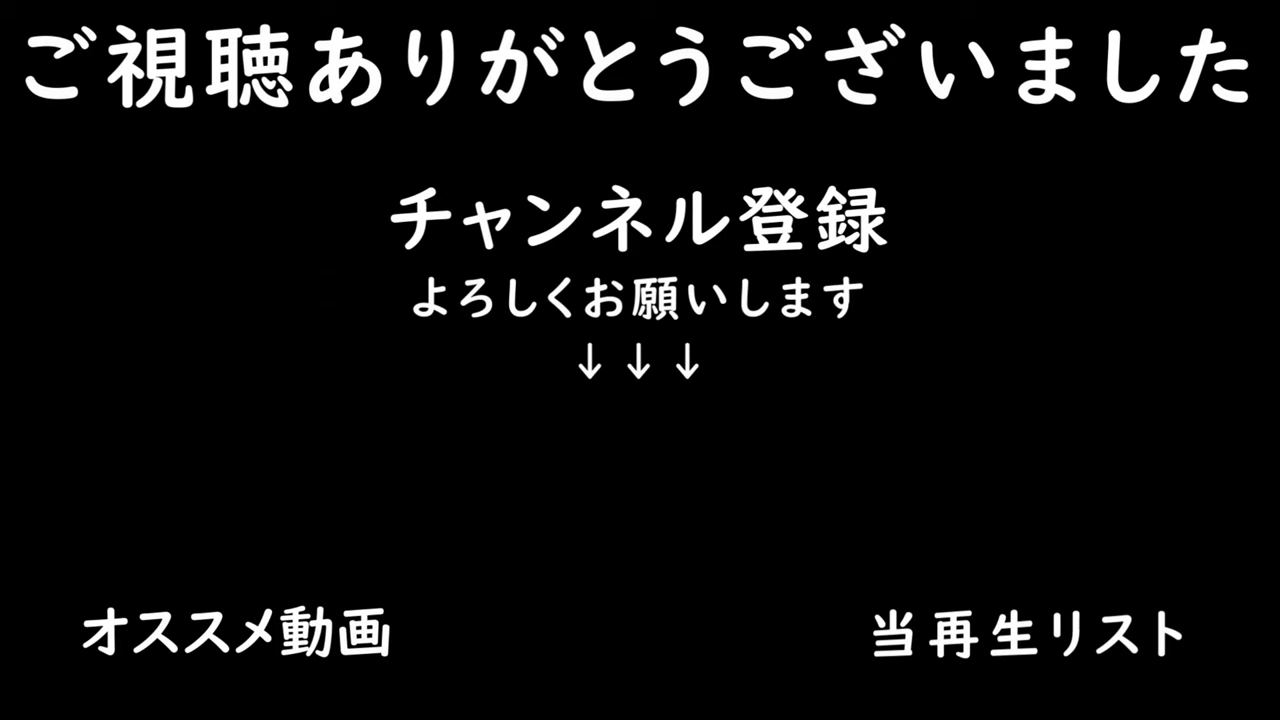 ご視聴ありがとうございました
チャンネル登録
よろしくお願いします
↓↓↓
オススメ動画
当再生リスト